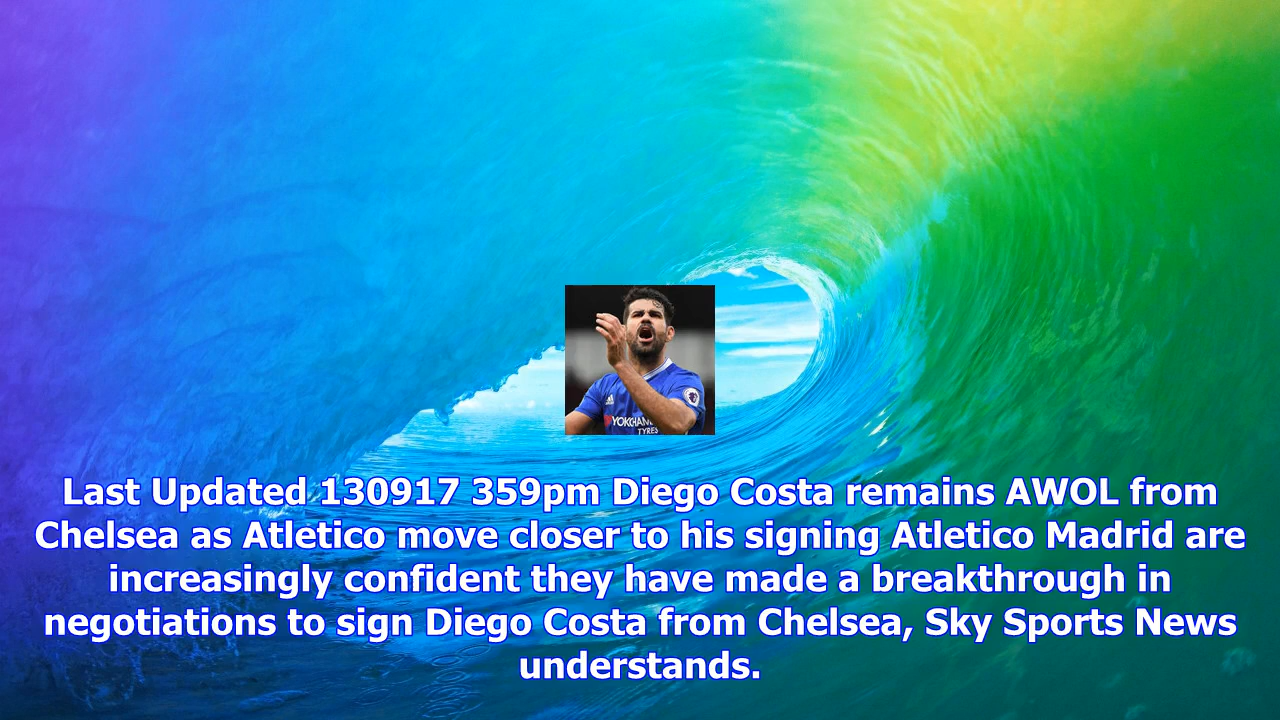 YOKOHAMA
TYRES
Last Updated 130917 359pm Diego Costa remains AWOL from
Chelsea as Atletico move closer to his signing Atletico Madrid are
increasingly confident they have made a breakthrough in
negotiations to sign Diego Costa from Chelsea, Sky Sports News
understands.